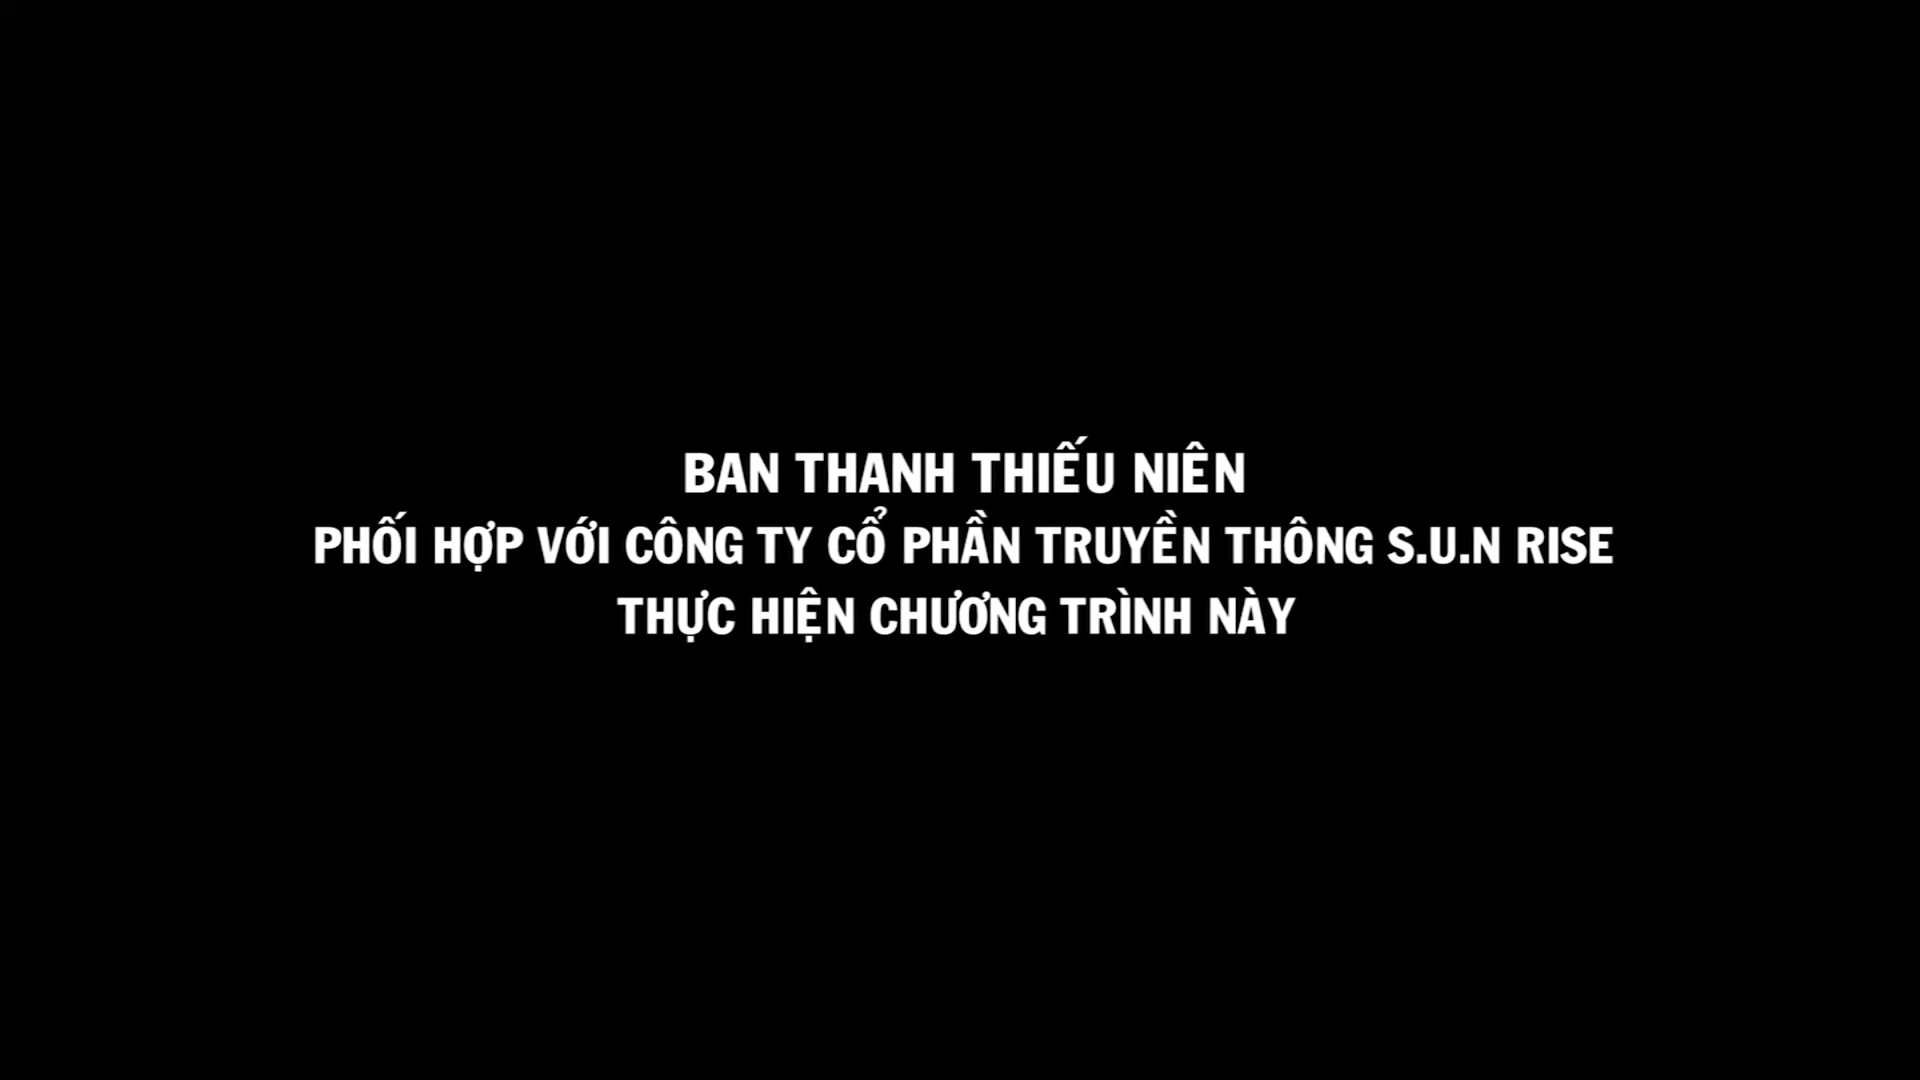 BAN THANH THIẾU NIÊN
PHỐI HỢP VỚI CÔNG TY CỔ PHẦN TRUYỀN THÔNG S.U.N RISE
THỰC HIỆN CHƯƠNG TRÌNH NÀY